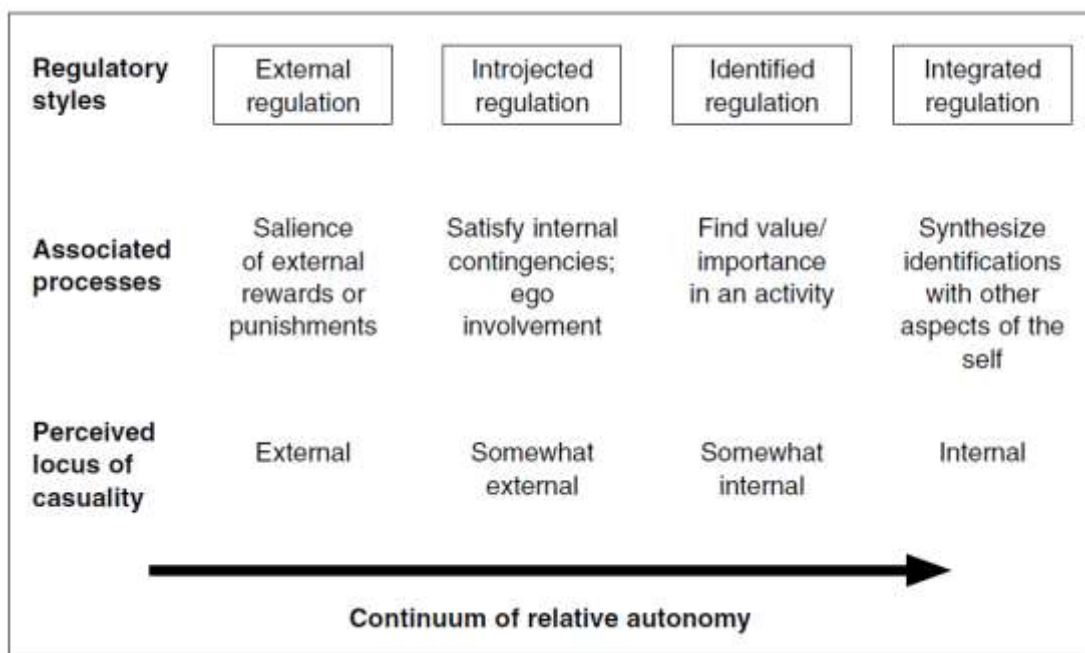 Regulatory
styles
External
regulation
Introjected
regulation
Identified
regulation
Integrated
regulation
Associated
processes
Salience
of external
rewards or
punishments
Satisfy internal
contingencies;
ego
involvement
Find value/
importance
in an activity
Synthesize
identifications
with other
aspects of the
self
Perceived
locus of
casuality
External
Somewhat
external
Somewhat
internal
Internal
Continuum of relative autonomy